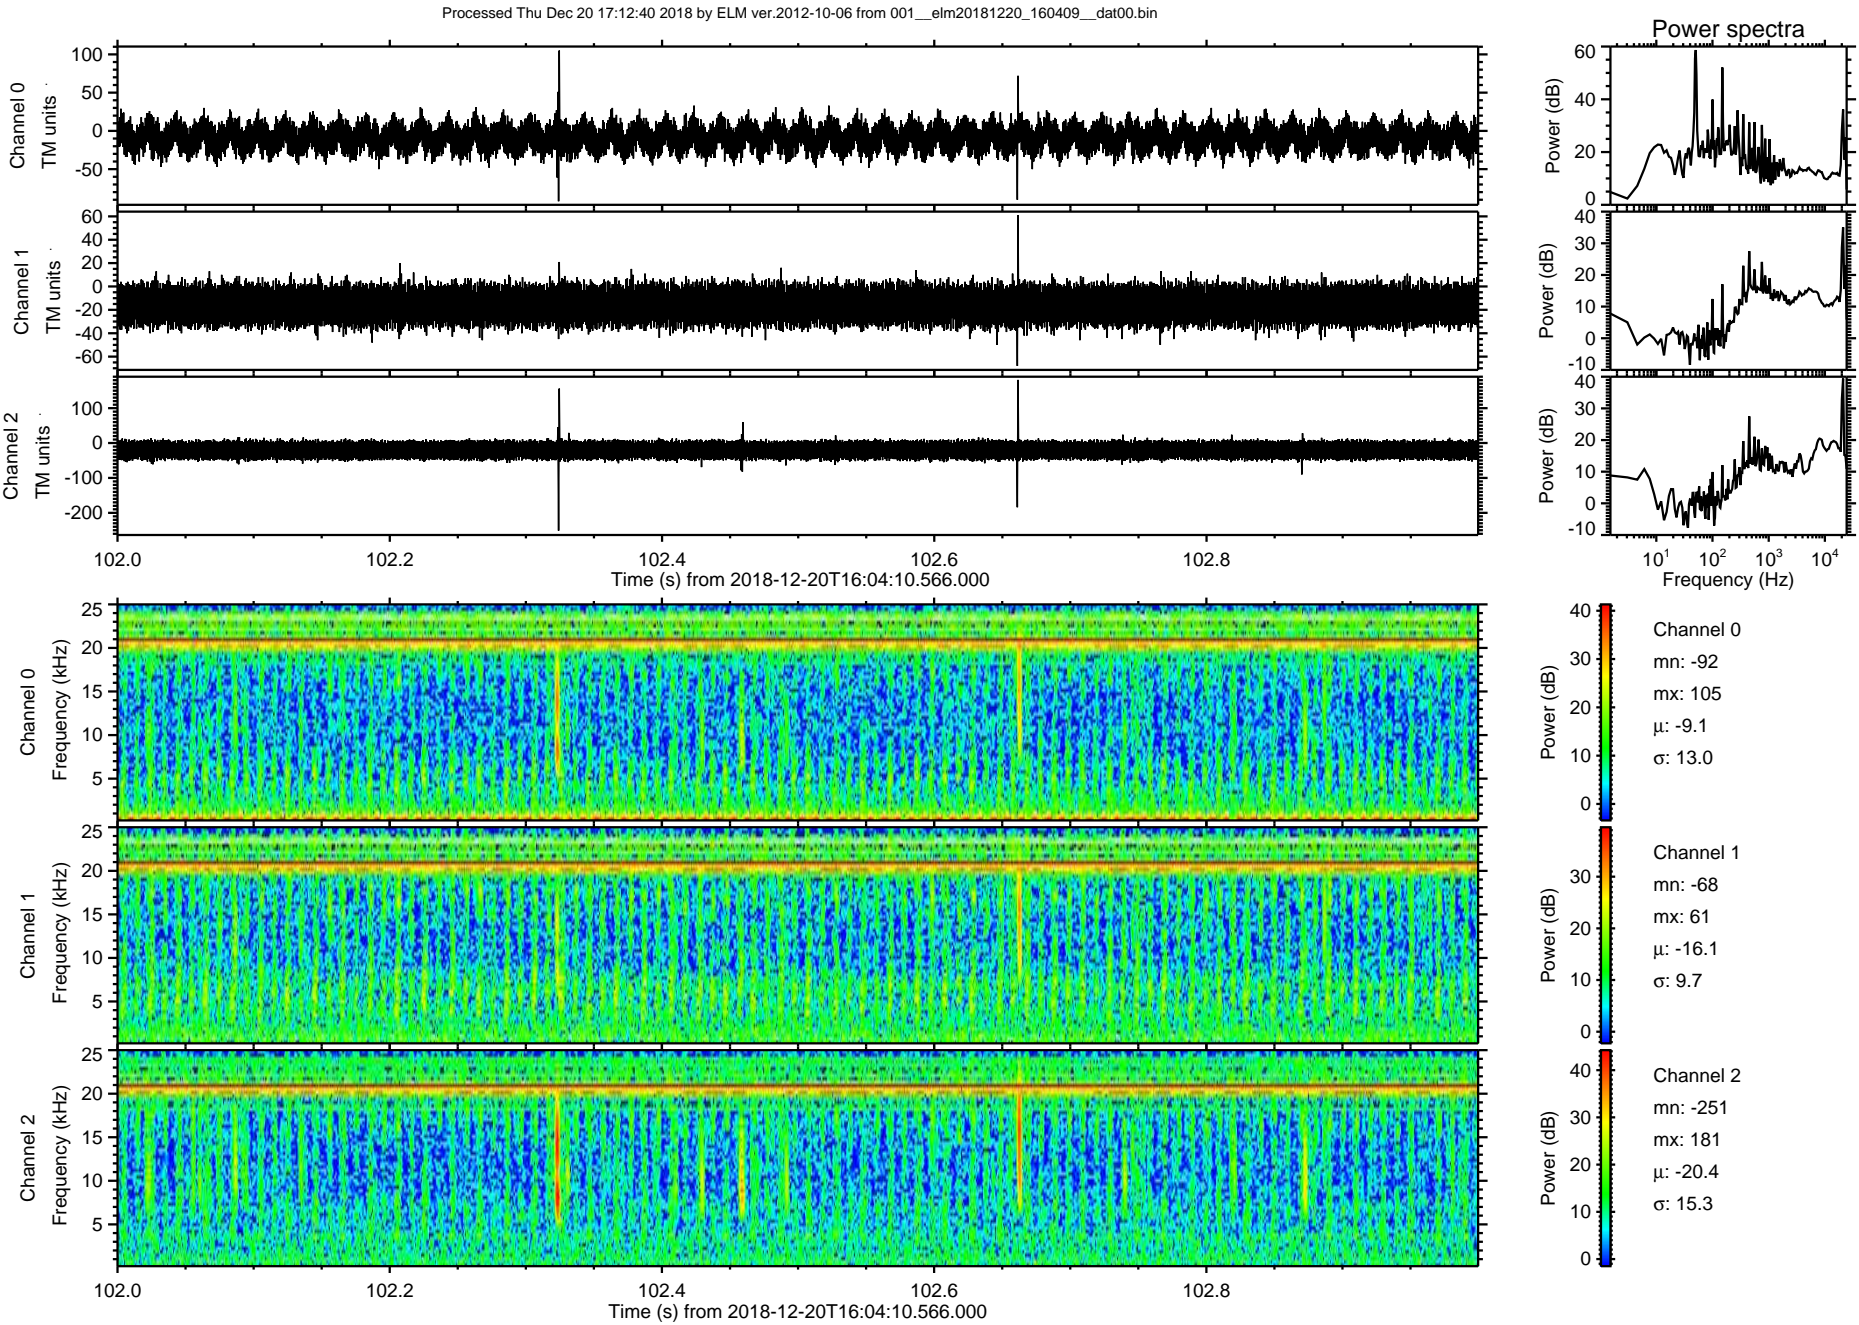 Processed Thu Dec 20 17:12:40 2018 by ELM ver.2012-10-06 from 001__elm20181220_160409__dat00.bin
Power spectra
Channel 0
TM units
100
50
0
-50
Power (dB)
60
40
20
0
Channel 1
TM units
60
40
20
0
-20
-40
-60
Power (dB)
40
30
20
10
0
-10
Channel 2
TM units
100
0
-100
-200
Power (dB)
40
30
20
10
0
-10
102.0 102.2 102.4 102.6 102.8
Time (s) from 2018-12-20T16:04:10.566.000
10¹ 10² 10³ 10⁴
Frequency (Hz)
Channel 0
Frequency (kHz)
25
20
15
10
5
Power (dB)
40
30
20
10
0
Channel 0
mn: -92
mx: 105
μ: -9.1
σ: 13.0
Channel 1
Frequency (kHz)
25
20
15
10
5
Power (dB)
30
20
10
0
Channel 1
mn: -68
mx: 61
μ: -16.1
σ: 9.7
Channel 2
Frequency (kHz)
25
20
15
10
5
Power (dB)
40
30
20
10
0
Channel 2
mn: -251
mx: 181
μ: -20.4
σ: 15.3
102.0 102.2 102.4 102.6 102.8
Time (s) from 2018-12-20T16:04:10.566.000